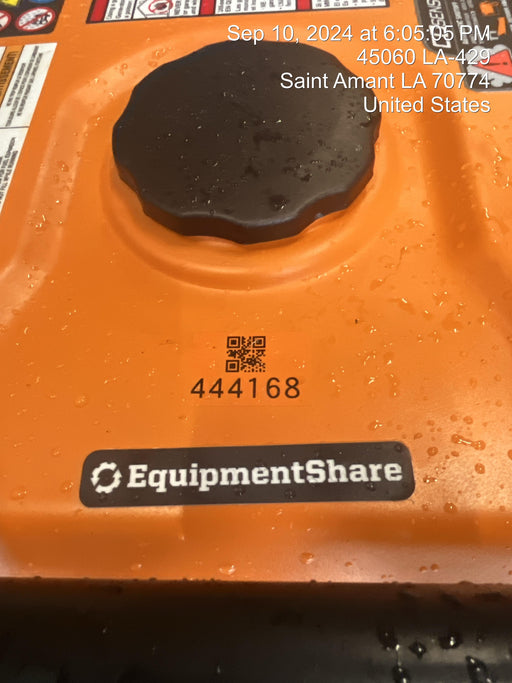 Sep 10, 2024 at 6:05:05 PM
45060 LA-429
Saint Amant LA 70774
United States
444168
EquipmentShare